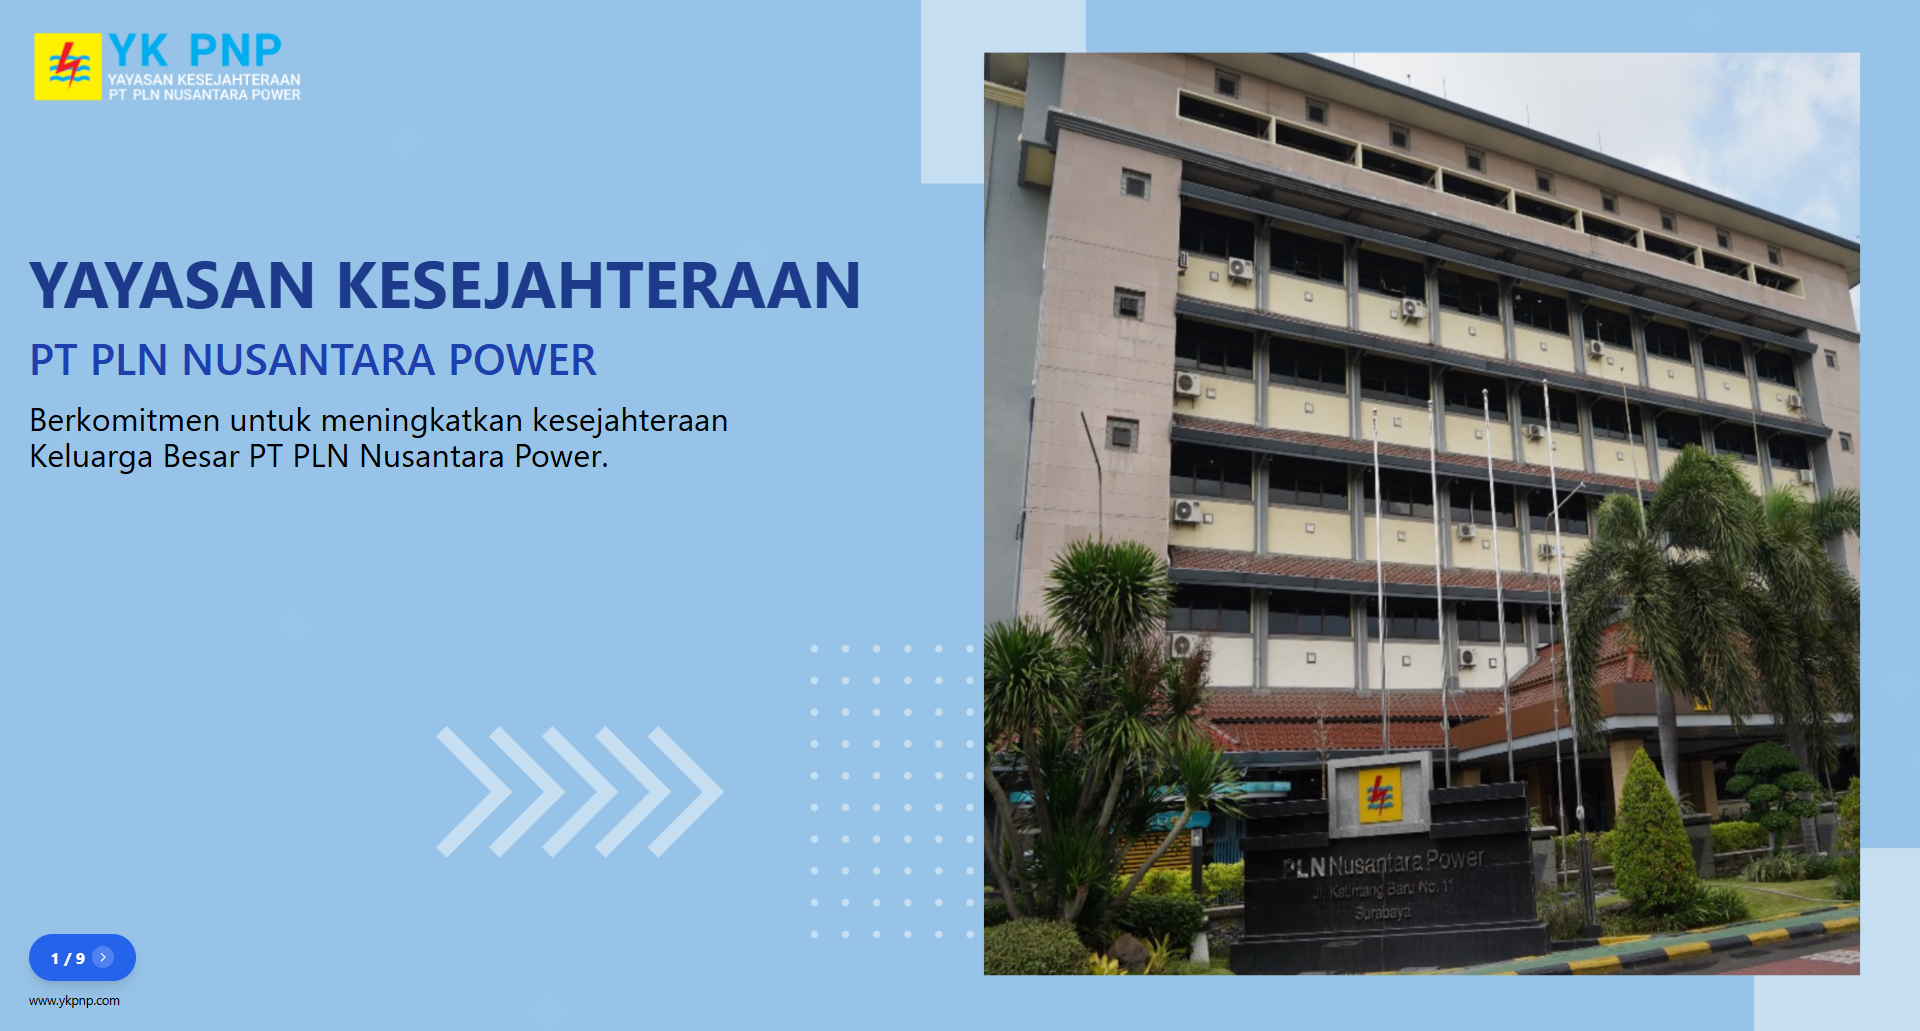 YK PNP
YAYASAN KESEJAHTERAAN
PT PLN NUSANTARA POWER
YAYASAN KESEJAHTERAAN
PT PLN NUSANTARA POWER
Berkomitmen untuk meningkatkan kesejahteraan
Keluarga Besar PT PLN Nusantara Power.
PLN Nusantara Power
Jl. Ketintang Baru No. 11
Surabaya
1 / 9
www.ykpnp.com